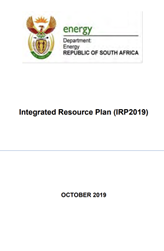 energy
Department:
Energy
REPUBLIC OF SOUTH AFRICA
Integrated Resource Plan (IRP2019)
OCTOBER 2019